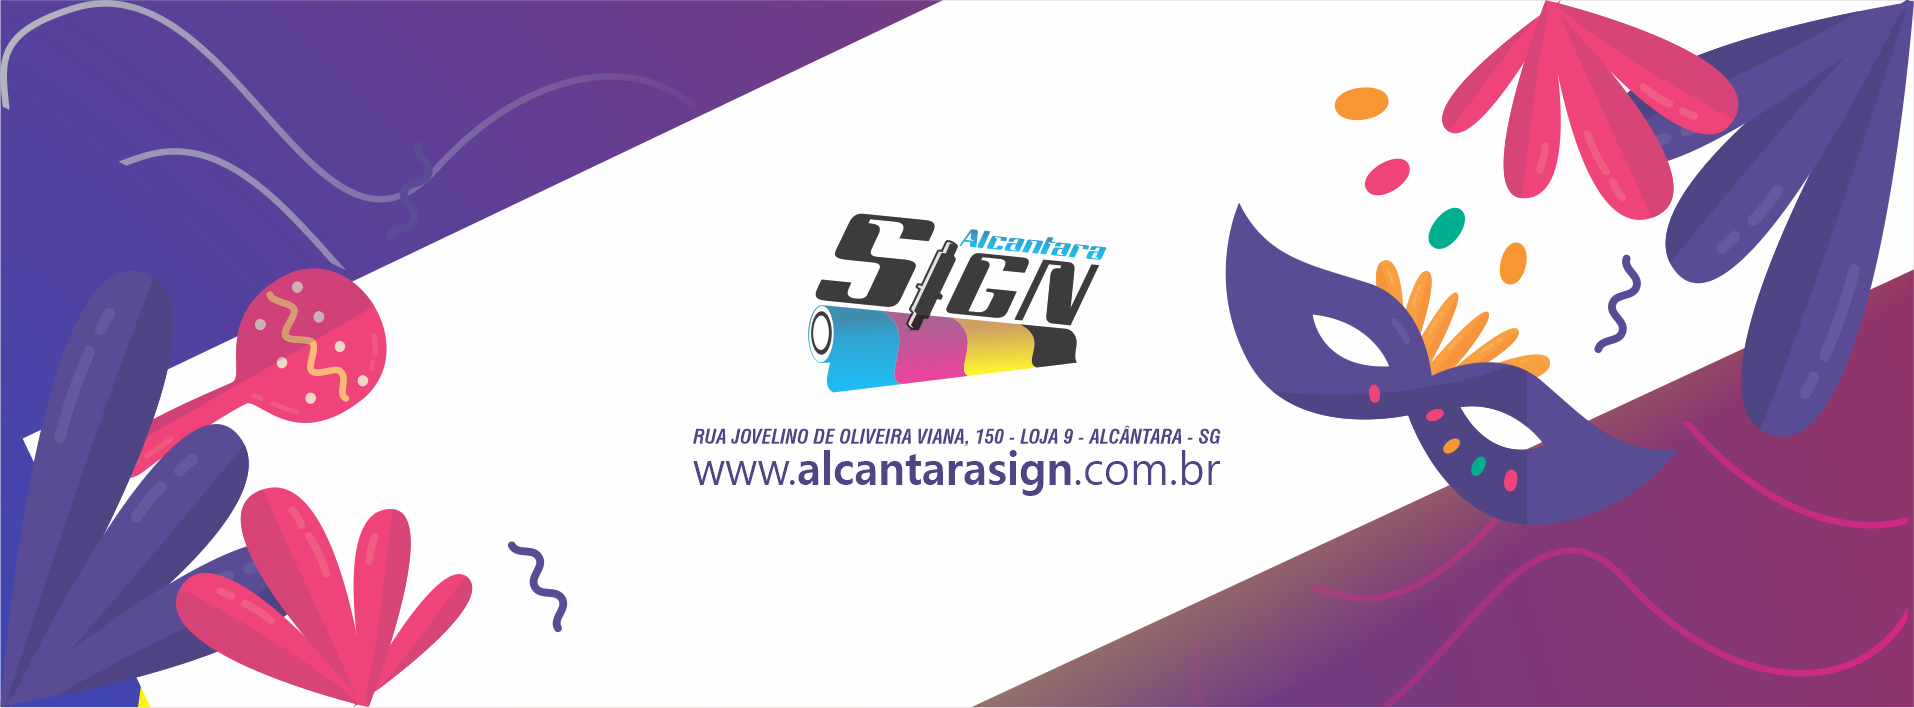 Alcantara
SIGN
RUA JOVELINO DE OLIVEIRA VIANA, 150 - LOJA 9 - ALCÂNTARA - SG
www.alcantarasign.com.br